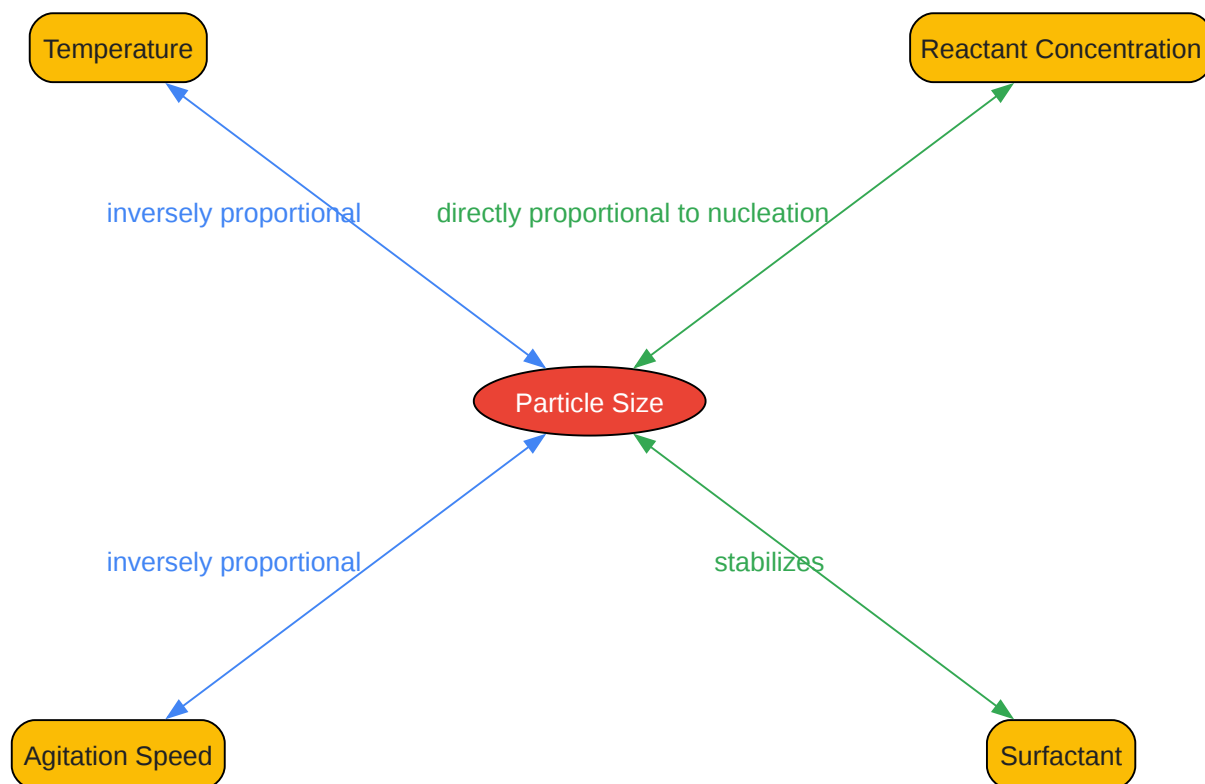 Temperature
Reactant Concentration
inversely proportional
directly proportional to nucleation
Particle Size
inversely proportional
stabilizes
Agitation Speed
Surfactant